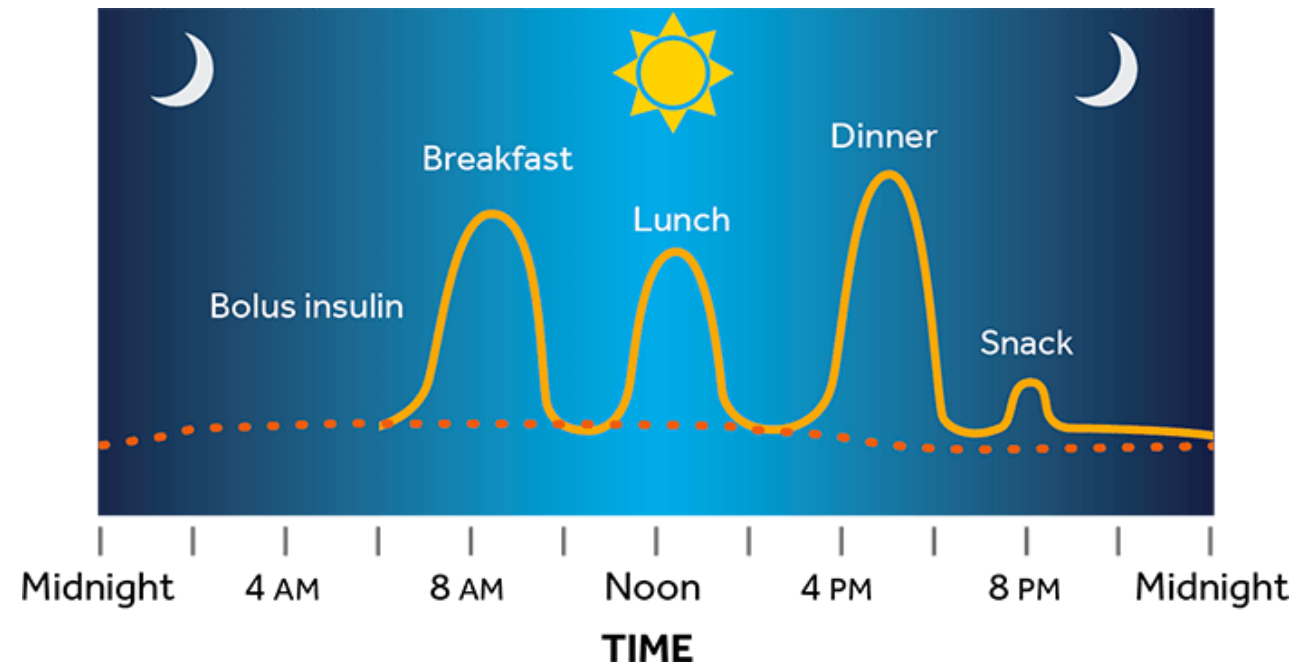 Dinner
Breakfast
Lunch
Bolus insulin
Snack
Midnight 4 AM 8 AM Noon 4 PM 8 PM Midnight
TIME